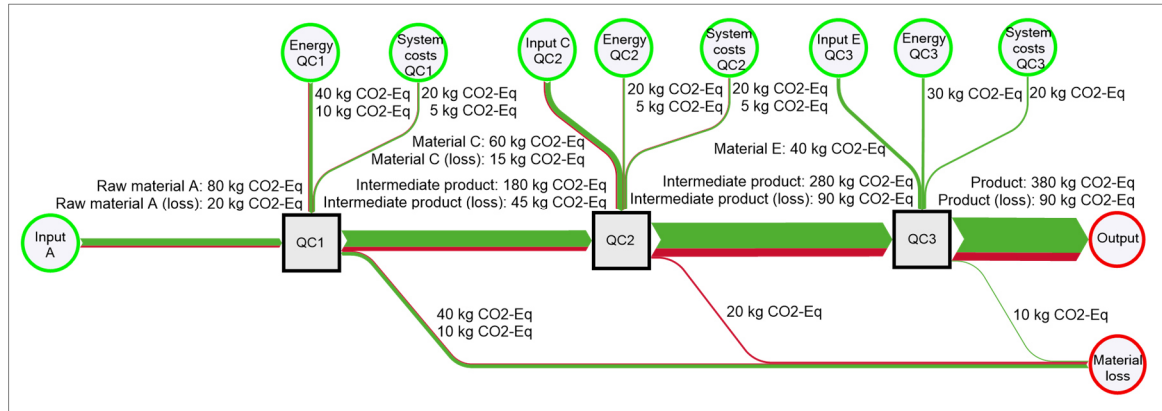 Energy
QC1
System
costs
QC1
Input C
QC2
Energy
QC2
System
costs
QC2
Input E
QC3
Energy
QC3
System
costs
QC3
40 kg CO2-Eq
10 kg CO2-Eq
20 kg CO2-Eq
5 kg CO2-Eq
20 kg CO2-Eq
5 kg CO2-Eq
20 kg CO2-Eq
5 kg CO2-Eq
30 kg CO2-Eq
20 kg CO2-Eq
Material C: 60 kg CO2-Eq
Material C (loss): 15 kg CO2-Eq
Material E: 40 kg CO2-Eq
Raw material A: 80 kg CO2-Eq
Raw material A (loss): 20 kg CO2-Eq
Intermediate product: 180 kg CO2-Eq
Intermediate product (loss): 45 kg CO2-Eq
Intermediate product: 280 kg CO2-Eq
Intermediate product (loss): 90 kg CO2-Eq
Product: 380 kg CO2-Eq
Product (loss): 90 kg CO2-Eq
Input
A
QC1
QC2
QC3
Output
40 kg CO2-Eq
10 kg CO2-Eq
20 kg CO2-Eq
10 kg CO2-Eq
Material
loss